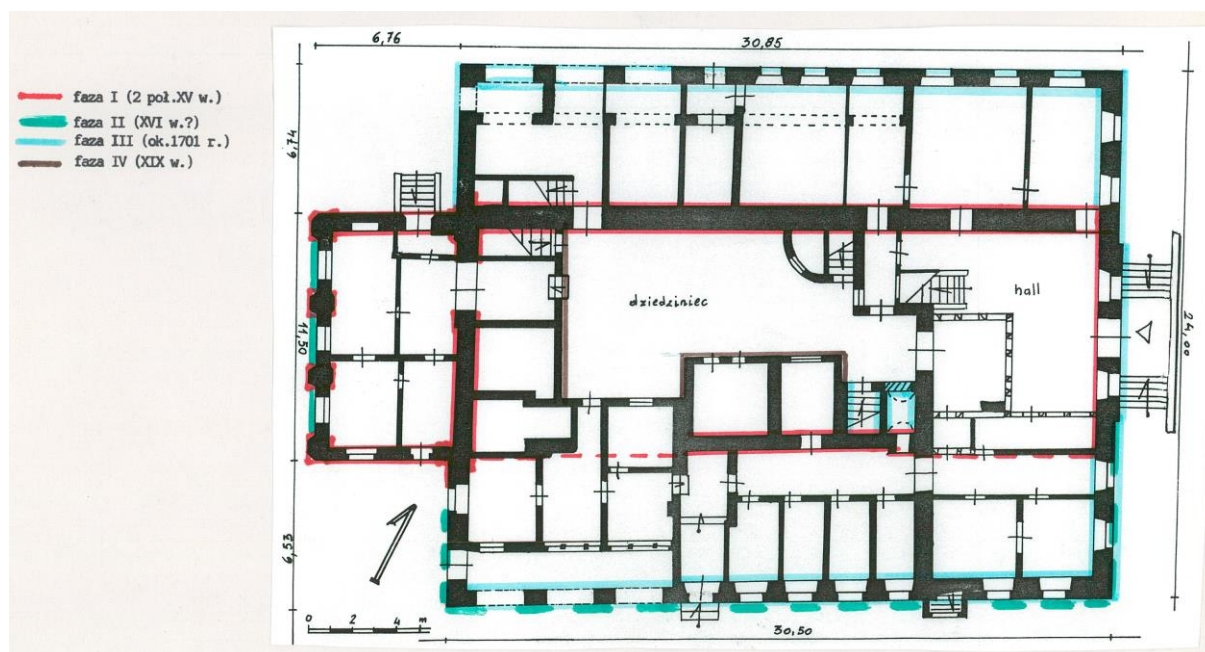 6,76
30,85
faza I (2 poł.XV w.)
faza II (XVI w.?)
faza III (ok.1701 r.)
faza IV (XIX w.)
6,74
dziedziniec
hall
11,50
24,00
6,53
0 2 4 m
30,50